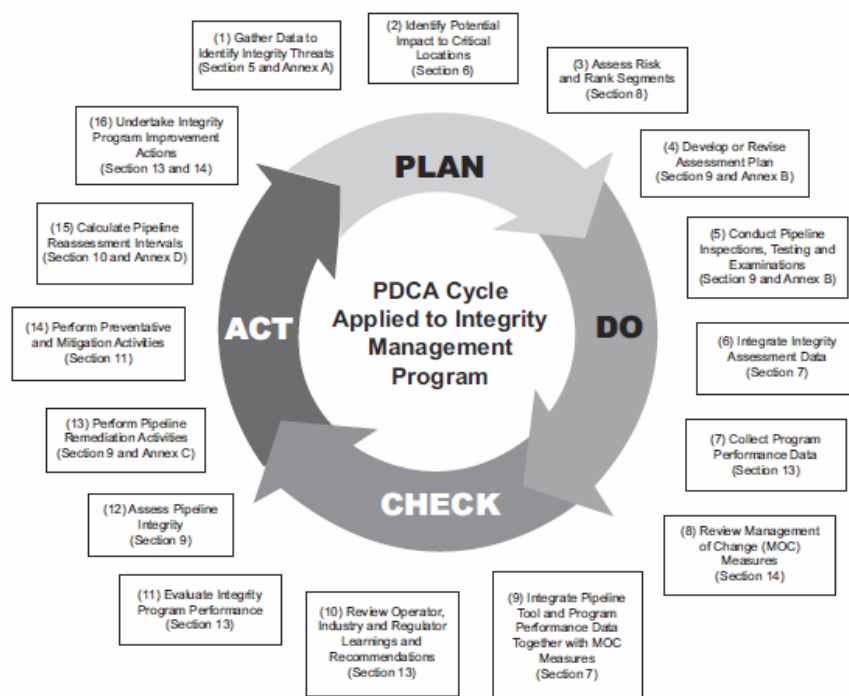 (1) Gather Data to
Identify Integrity Threats
(Section 5 and Annex A)
(2) Identify Potential
Impact to Critical
Locations
(Section 6)
(3) Assess Risk
and Rank Segments
(Section 8)
(4) Develop or Revise
Assessment Plan
(Section 9 and Annex B)
(5) Conduct Pipeline
Inspections, Testing and
Examinations
(Section 9 and Annex B)
(6) Integrate Integrity
Assessment Data
(Section 7)
(7) Collect Program
Performance Data
(Section 13)
(8) Review Management
of Change (MOC)
Measures
(Section 14)
(9) Integrate Pipeline
Tool and Program
Performance Data
Together with MOC
Measures
(Section 7)
(10) Review Operator,
Industry and Regulator
Learnings and
Recommendations
(Section 13)
(11) Evaluate Integrity
Program Performance
(Section 13)
(12) Assess Pipeline
Integrity
(Section 9)
(13) Perform Pipeline
Remediation Activities
(Section 9 and Annex C)
(14) Perform Preventative
and Mitigation Activities
(Section 11)
(15) Calculate Pipeline
Reassessment Intervals
(Section 10 and Annex D)
(16) Undertake Integrity
Program Improvement
Actions
(Section 13 and 14)
PLAN
DO
CHECK
ACT
PDCA Cycle
Applied to Integrity
Management
Program